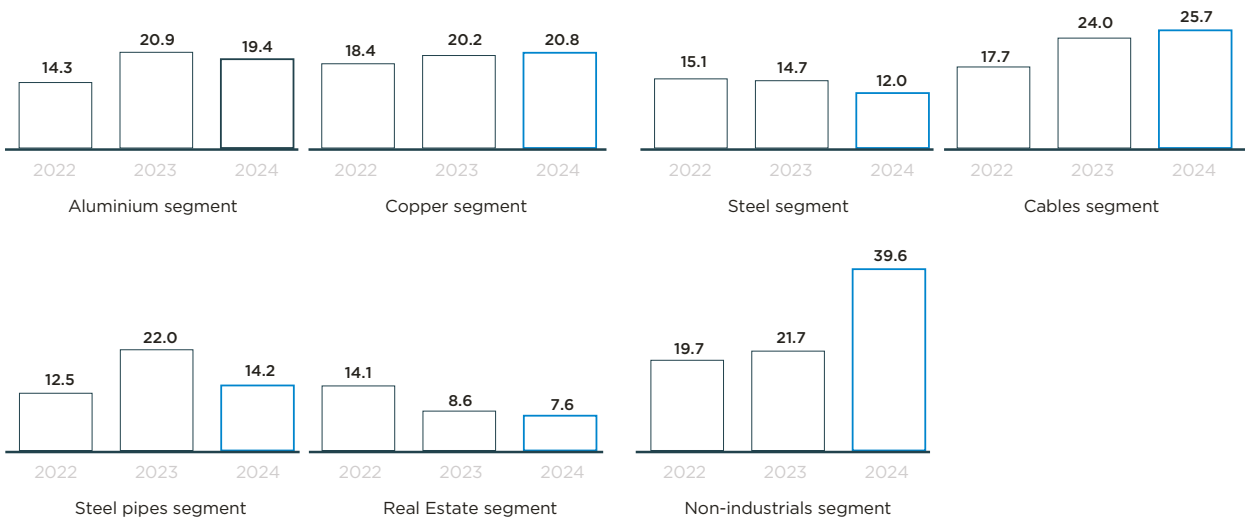 14.3 20.9 19.4
2022 2023 2024
Aluminium segment
18.4 20.2 20.8
2022 2023 2024
Copper segment
15.1 14.7 12.0
2022 2023 2024
Steel segment
17.7 24.0 25.7
2022 2023 2024
Cables segment
12.5 22.0 14.2
2022 2023 2024
Steel pipes segment
14.1 8.6 7.6
2022 2023 2024
Real Estate segment
19.7 21.7 39.6
2022 2023 2024
Non-industrials segment